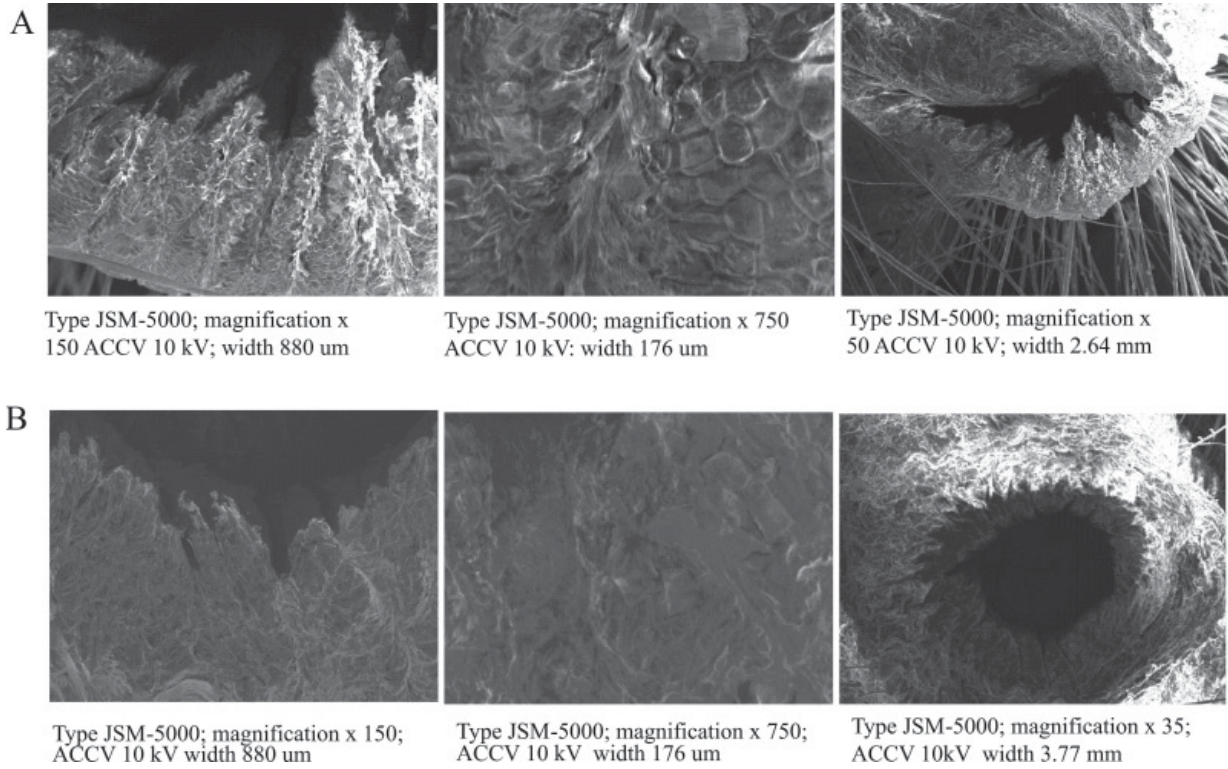 A
Type JSM-5000; magnification x
150 ACCV 10 kV; width 880 um
Type JSM-5000; magnification x 750
ACCV 10 kV: width 176 um
Type JSM-5000; magnification x
50 ACCV 10 kV; width 2.64 mm
B
Type JSM-5000; magnification x 150;
ACCV 10 kV width 880 um
Type JSM-5000; magnification x 750;
ACCV 10 kV width 176 um
Type JSM-5000; magnification x 35;
ACCV 10kV width 3.77 mm